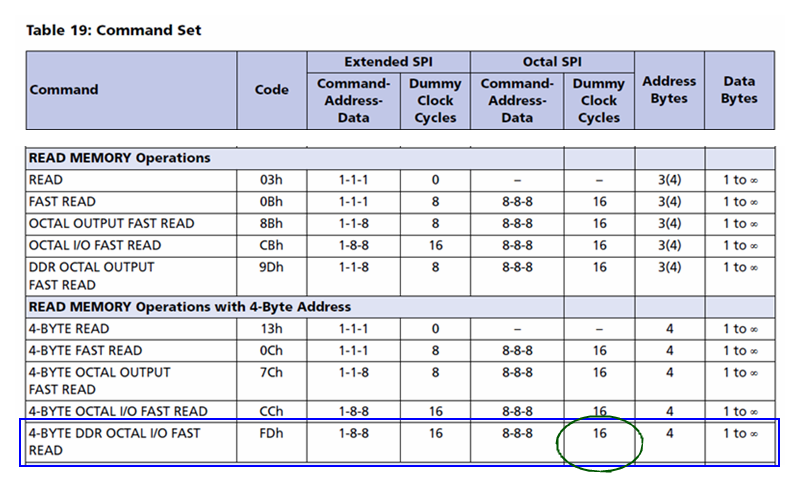 Table 19: Command Set
Extended SPI Octal SPI
Command Code Command-Address-Data Dummy Clock Cycles Command-Address-Data Dummy Clock Cycles Address Bytes Data Bytes
READ MEMORY Operations
READ 03h 1-1-1 0 – – 3(4) 1 to ∞
FAST READ 0Bh 1-1-1 8 8-8-8 16 3(4) 1 to ∞
OCTAL OUTPUT FAST READ 8Bh 1-1-8 8 8-8-8 16 3(4) 1 to ∞
OCTAL I/O FAST READ CBh 1-8-8 16 8-8-8 16 3(4) 1 to ∞
DDR OCTAL OUTPUT 9Dh 1-1-8 8 8-8-8 16 3(4) 1 to ∞
FAST READ
READ MEMORY Operations with 4-Byte Address
4-BYTE READ 13h 1-1-1 0 – – 4 1 to ∞
4-BYTE FAST READ 0Ch 1-1-1 8 8-8-8 16 4 1 to ∞
4-BYTE OCTAL OUTPUT 7Ch 1-1-8 8 8-8-8 16 4 1 to ∞
FAST READ
4-BYTE OCTAL I/O FAST READ CCh 1-8-8 16 8-8-8 16 4 1 to ∞
4-BYTE DDR OCTAL I/O FAST FDh 1-8-8 16 8-8-8 16 4 1 to ∞
READ